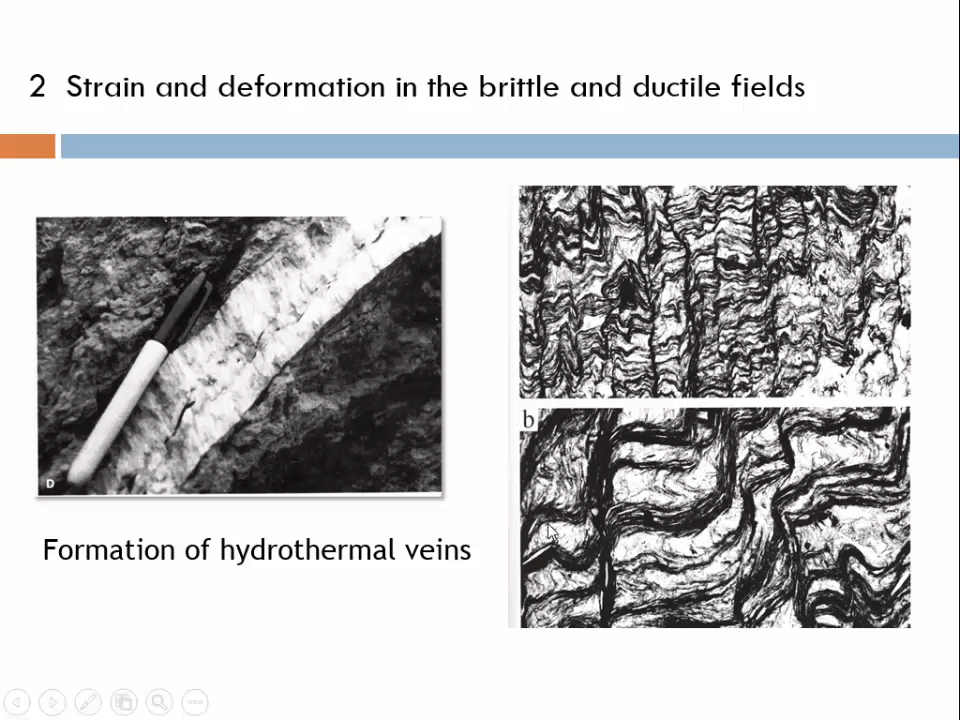 2 Strain and deformation in the brittle and ductile fields
D
b
Formation of hydrothermal veins